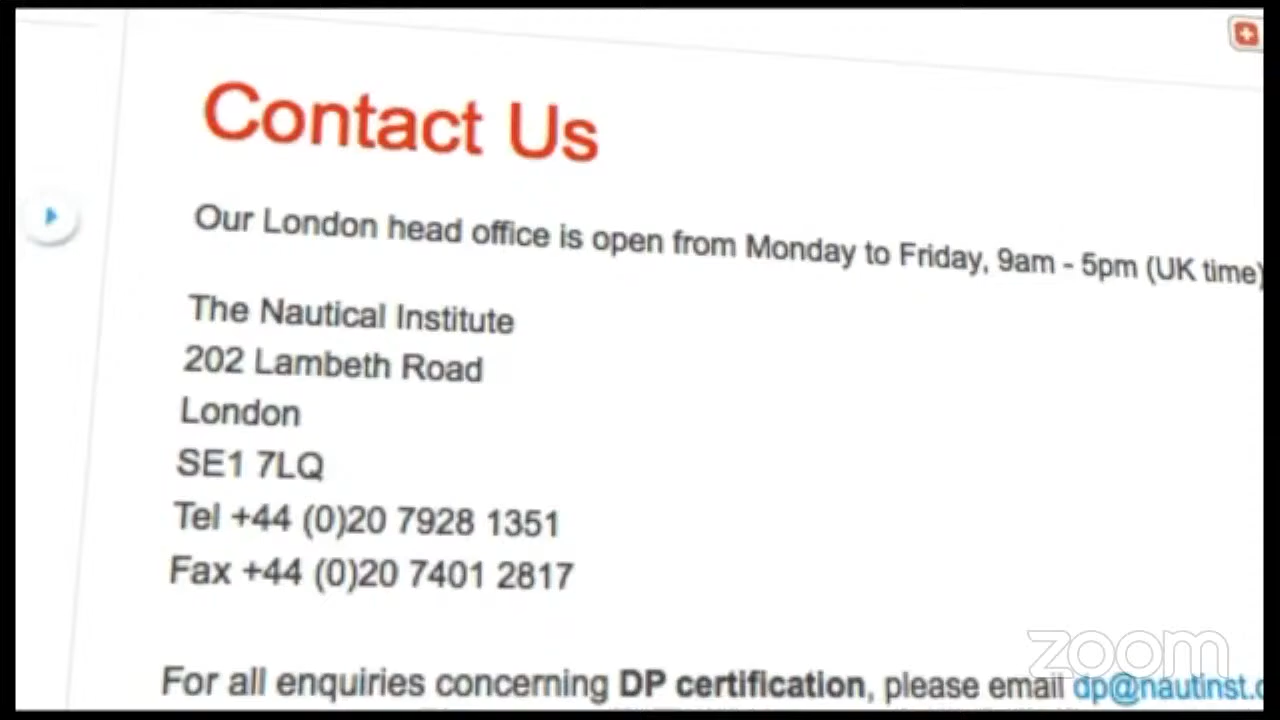 Contact Us
Our London head office is open from Monday to Friday, 9am - 5pm (UK time)
The Nautical Institute
202 Lambeth Road
London
SE1 7LQ
Tel +44 (0)20 7928 1351
Fax +44 (0)20 7401 2817
For all enquiries concerning DP certification, please email dp@nautinst.
zoom